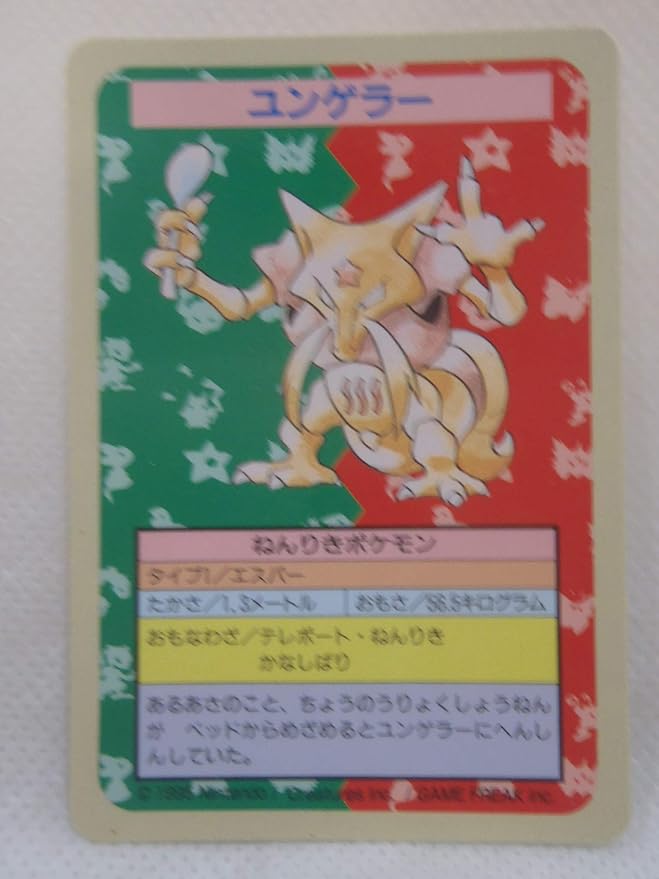 ユンゲラー
ねんりきポケモン
タイプ1/エスパー
たかさ/1,3メートル おもさ/56.5キログラム
おもなわざ/テレポート・ねんりき
かなしばり
あるあさのこと、ちょうのうりょくしょうねん
が ベッドからめざめるとユンゲラーにへんし
んしていた。
© 1995 Nintendo Creatures inc. GAME FREAK inc.